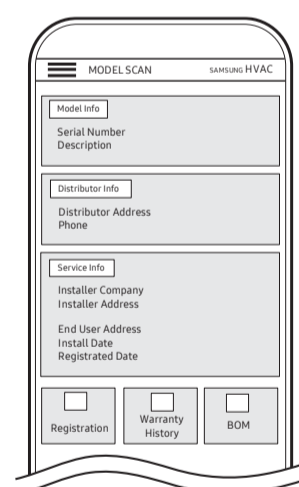 MODEL SCAN SAMSUNG HVAC
Model Info
Serial Number
Description
Distributor Info
Distributor Address
Phone
Service Info
Installer Company
Installer Address
End User Address
Install Date
Registrated Date
Registration
Warranty
History
BOM